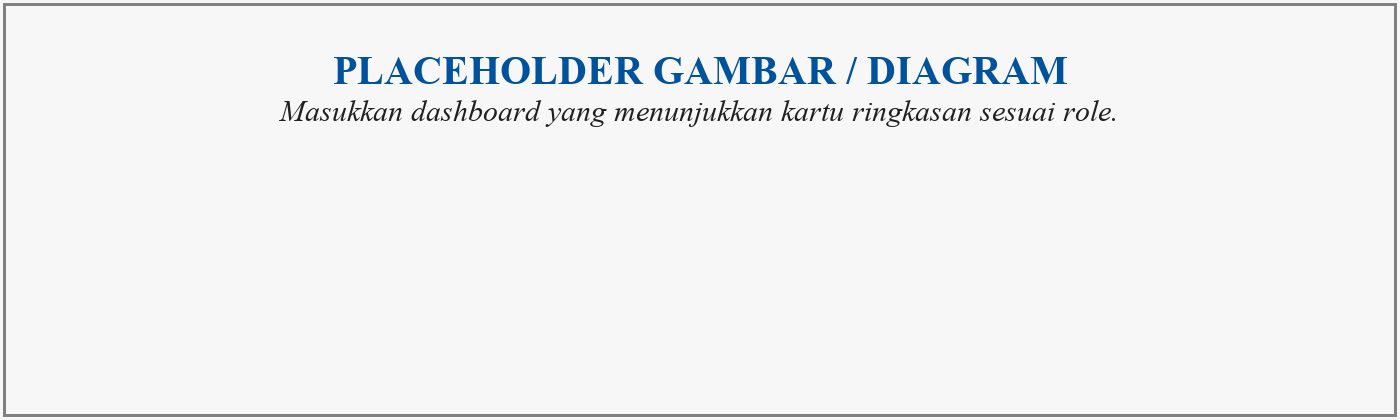 PLACEHOLDER GAMBAR / DIAGRAM
Masukkan dashboard yang menunjukkan kartu ringkasan sesuai role.